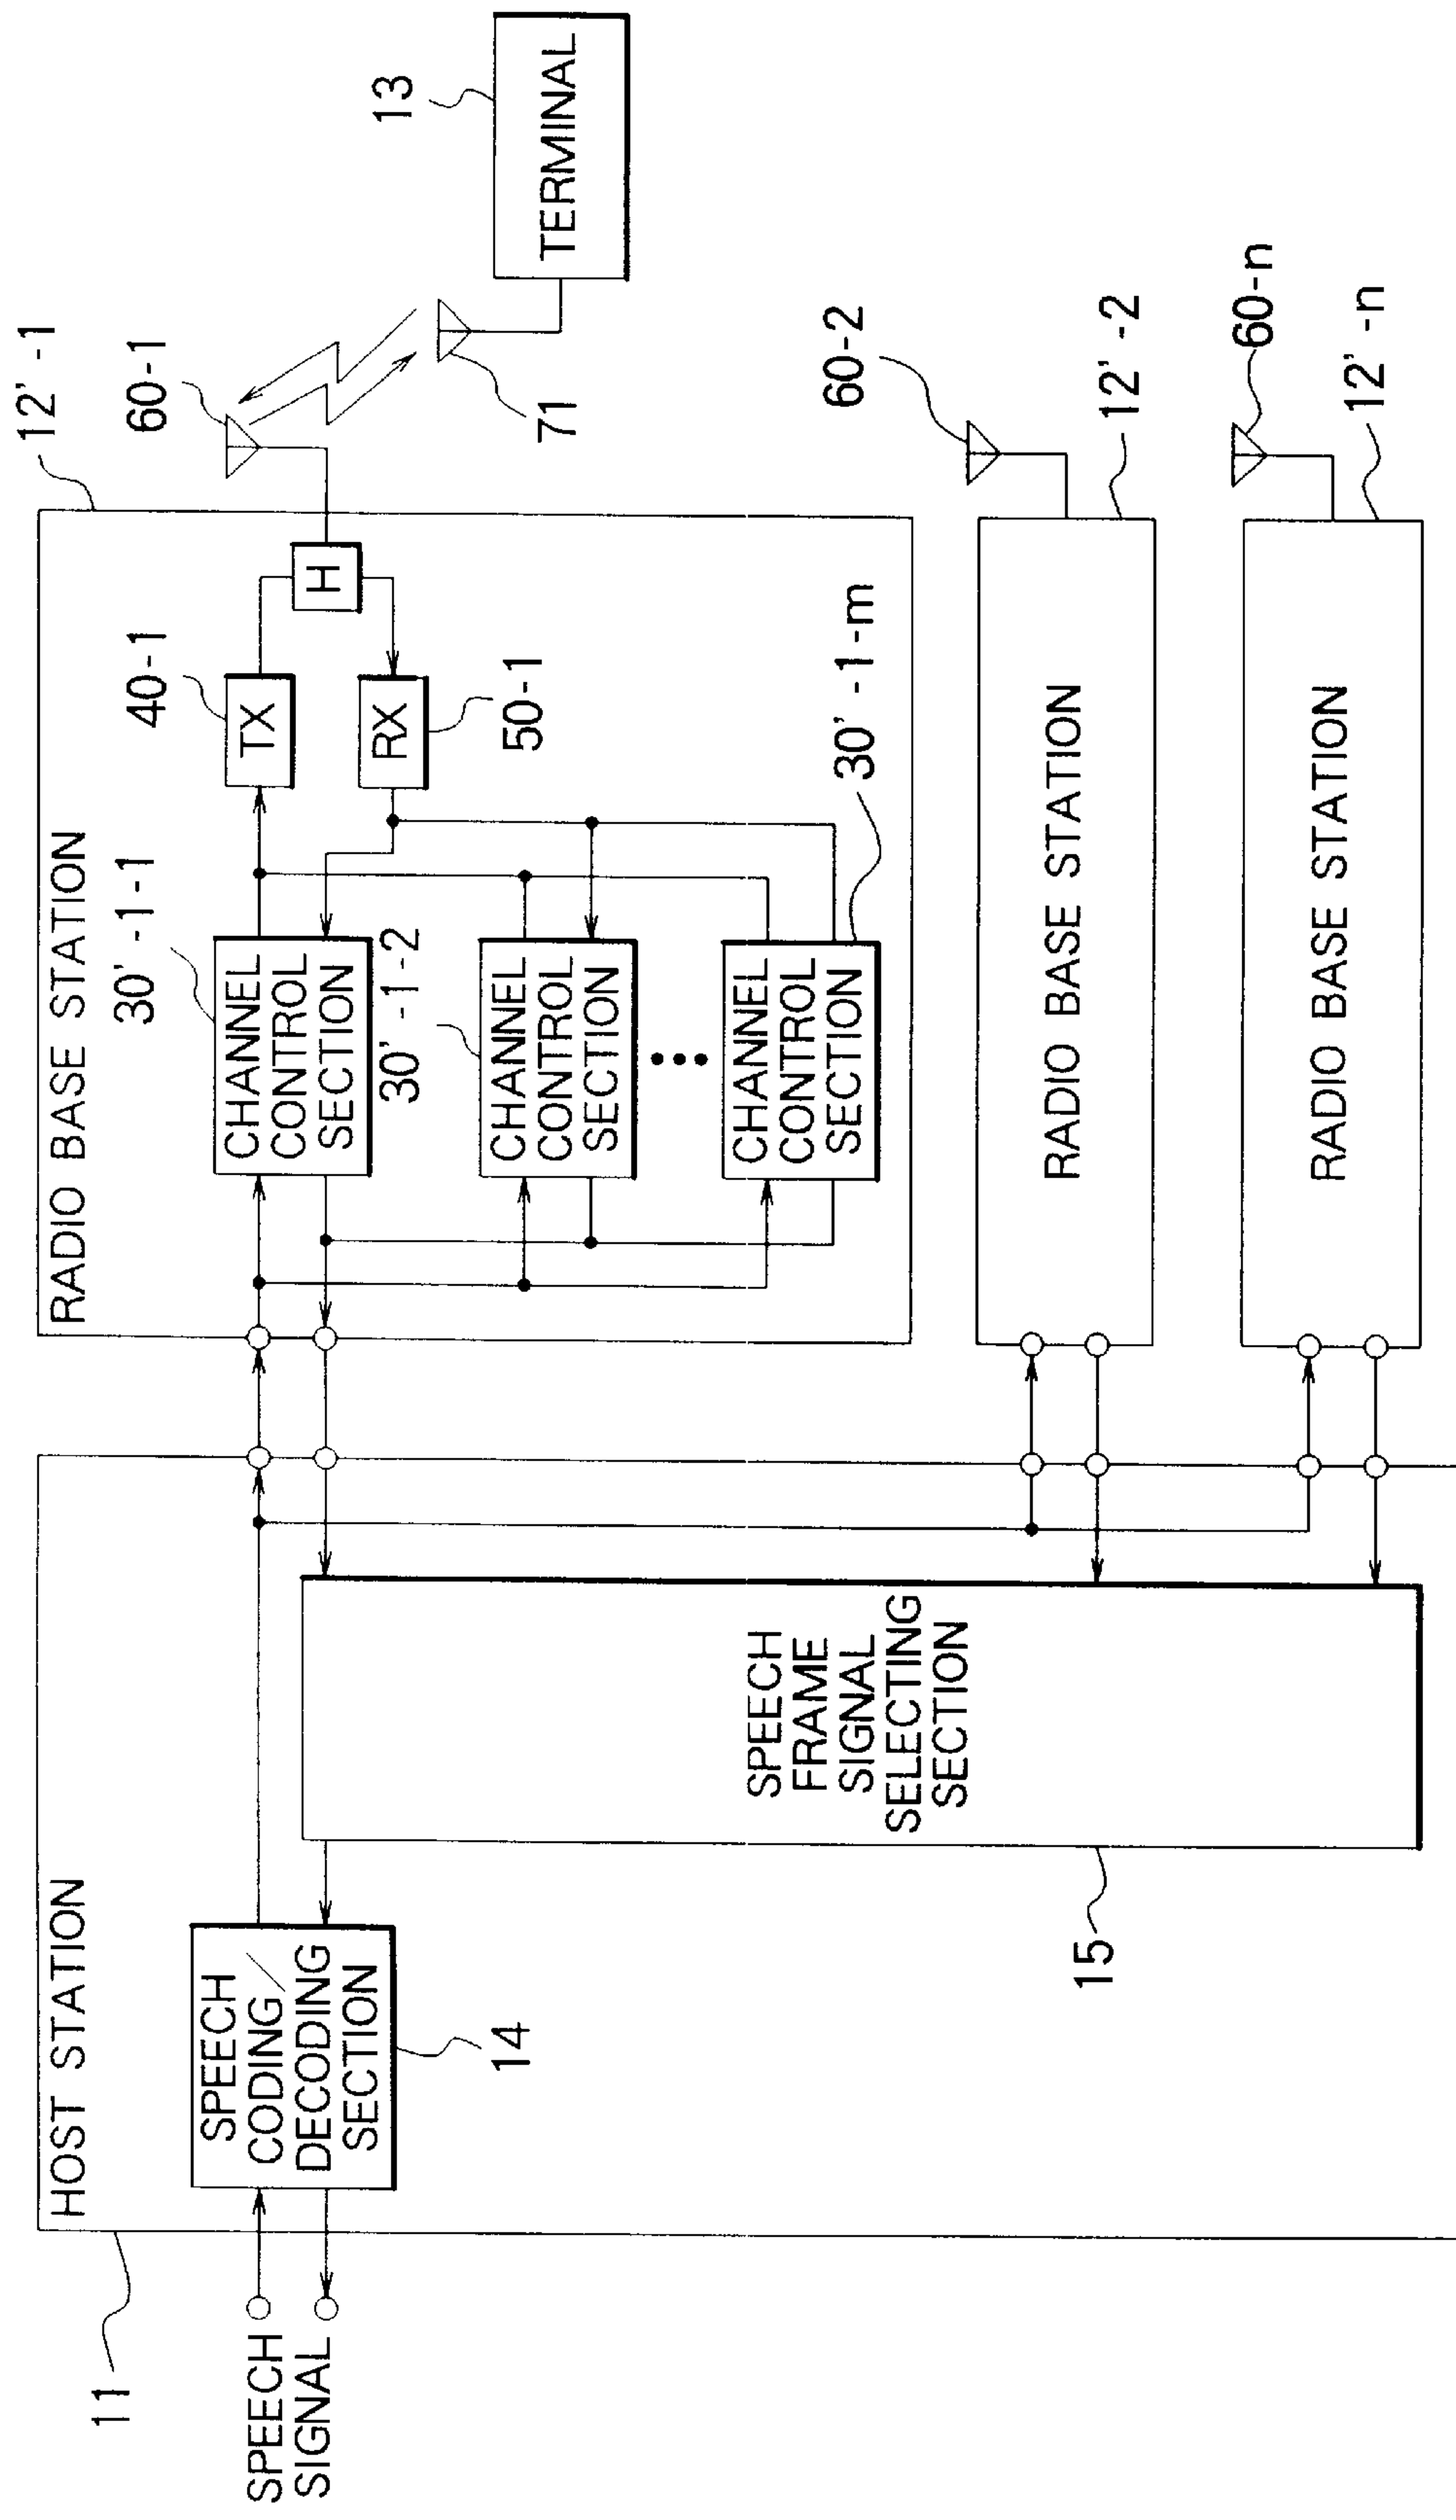 HOST STATION
11
SPEECH
SIGNAL
SPEECH
CODING/
DECODING
SECTION
14
SPEECH
FRAME
SIGNAL
SELECTING
SECTION
15
RADIO BASE STATION
12'-1
30'-1-1
CHANNEL
CONTROL
SECTION
30'-1-2
CHANNEL
CONTROL
SECTION
CHANNEL
CONTROL
SECTION
30'-1-m
40-1
TX
RX
50-1
H
60-1
71
13
TERMINAL
RADIO BASE STATION
60-2
12'-2
RADIO BASE STATION
60-n
12'-n